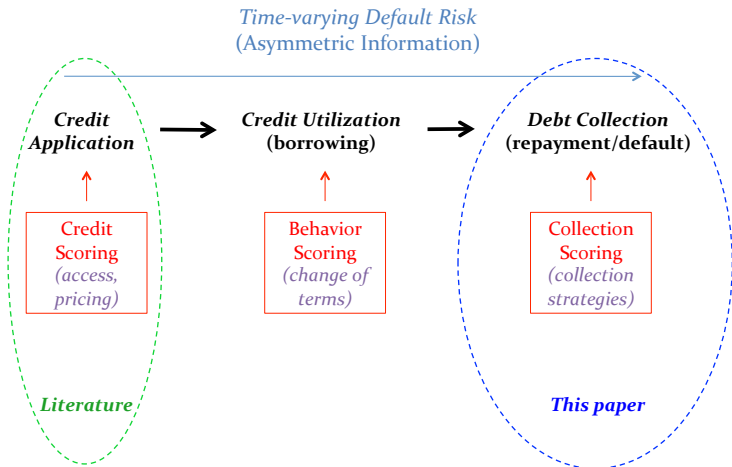 Time-varying Default Risk
(Asymmetric Information)
Credit
Application
Credit Utilization
(borrowing)
Debt Collection
(repayment/default)
Credit
Scoring
(access,
pricing)
Behavior
Scoring
(change of
terms)
Collection
Scoring
(collection
strategies)
Literature
This paper